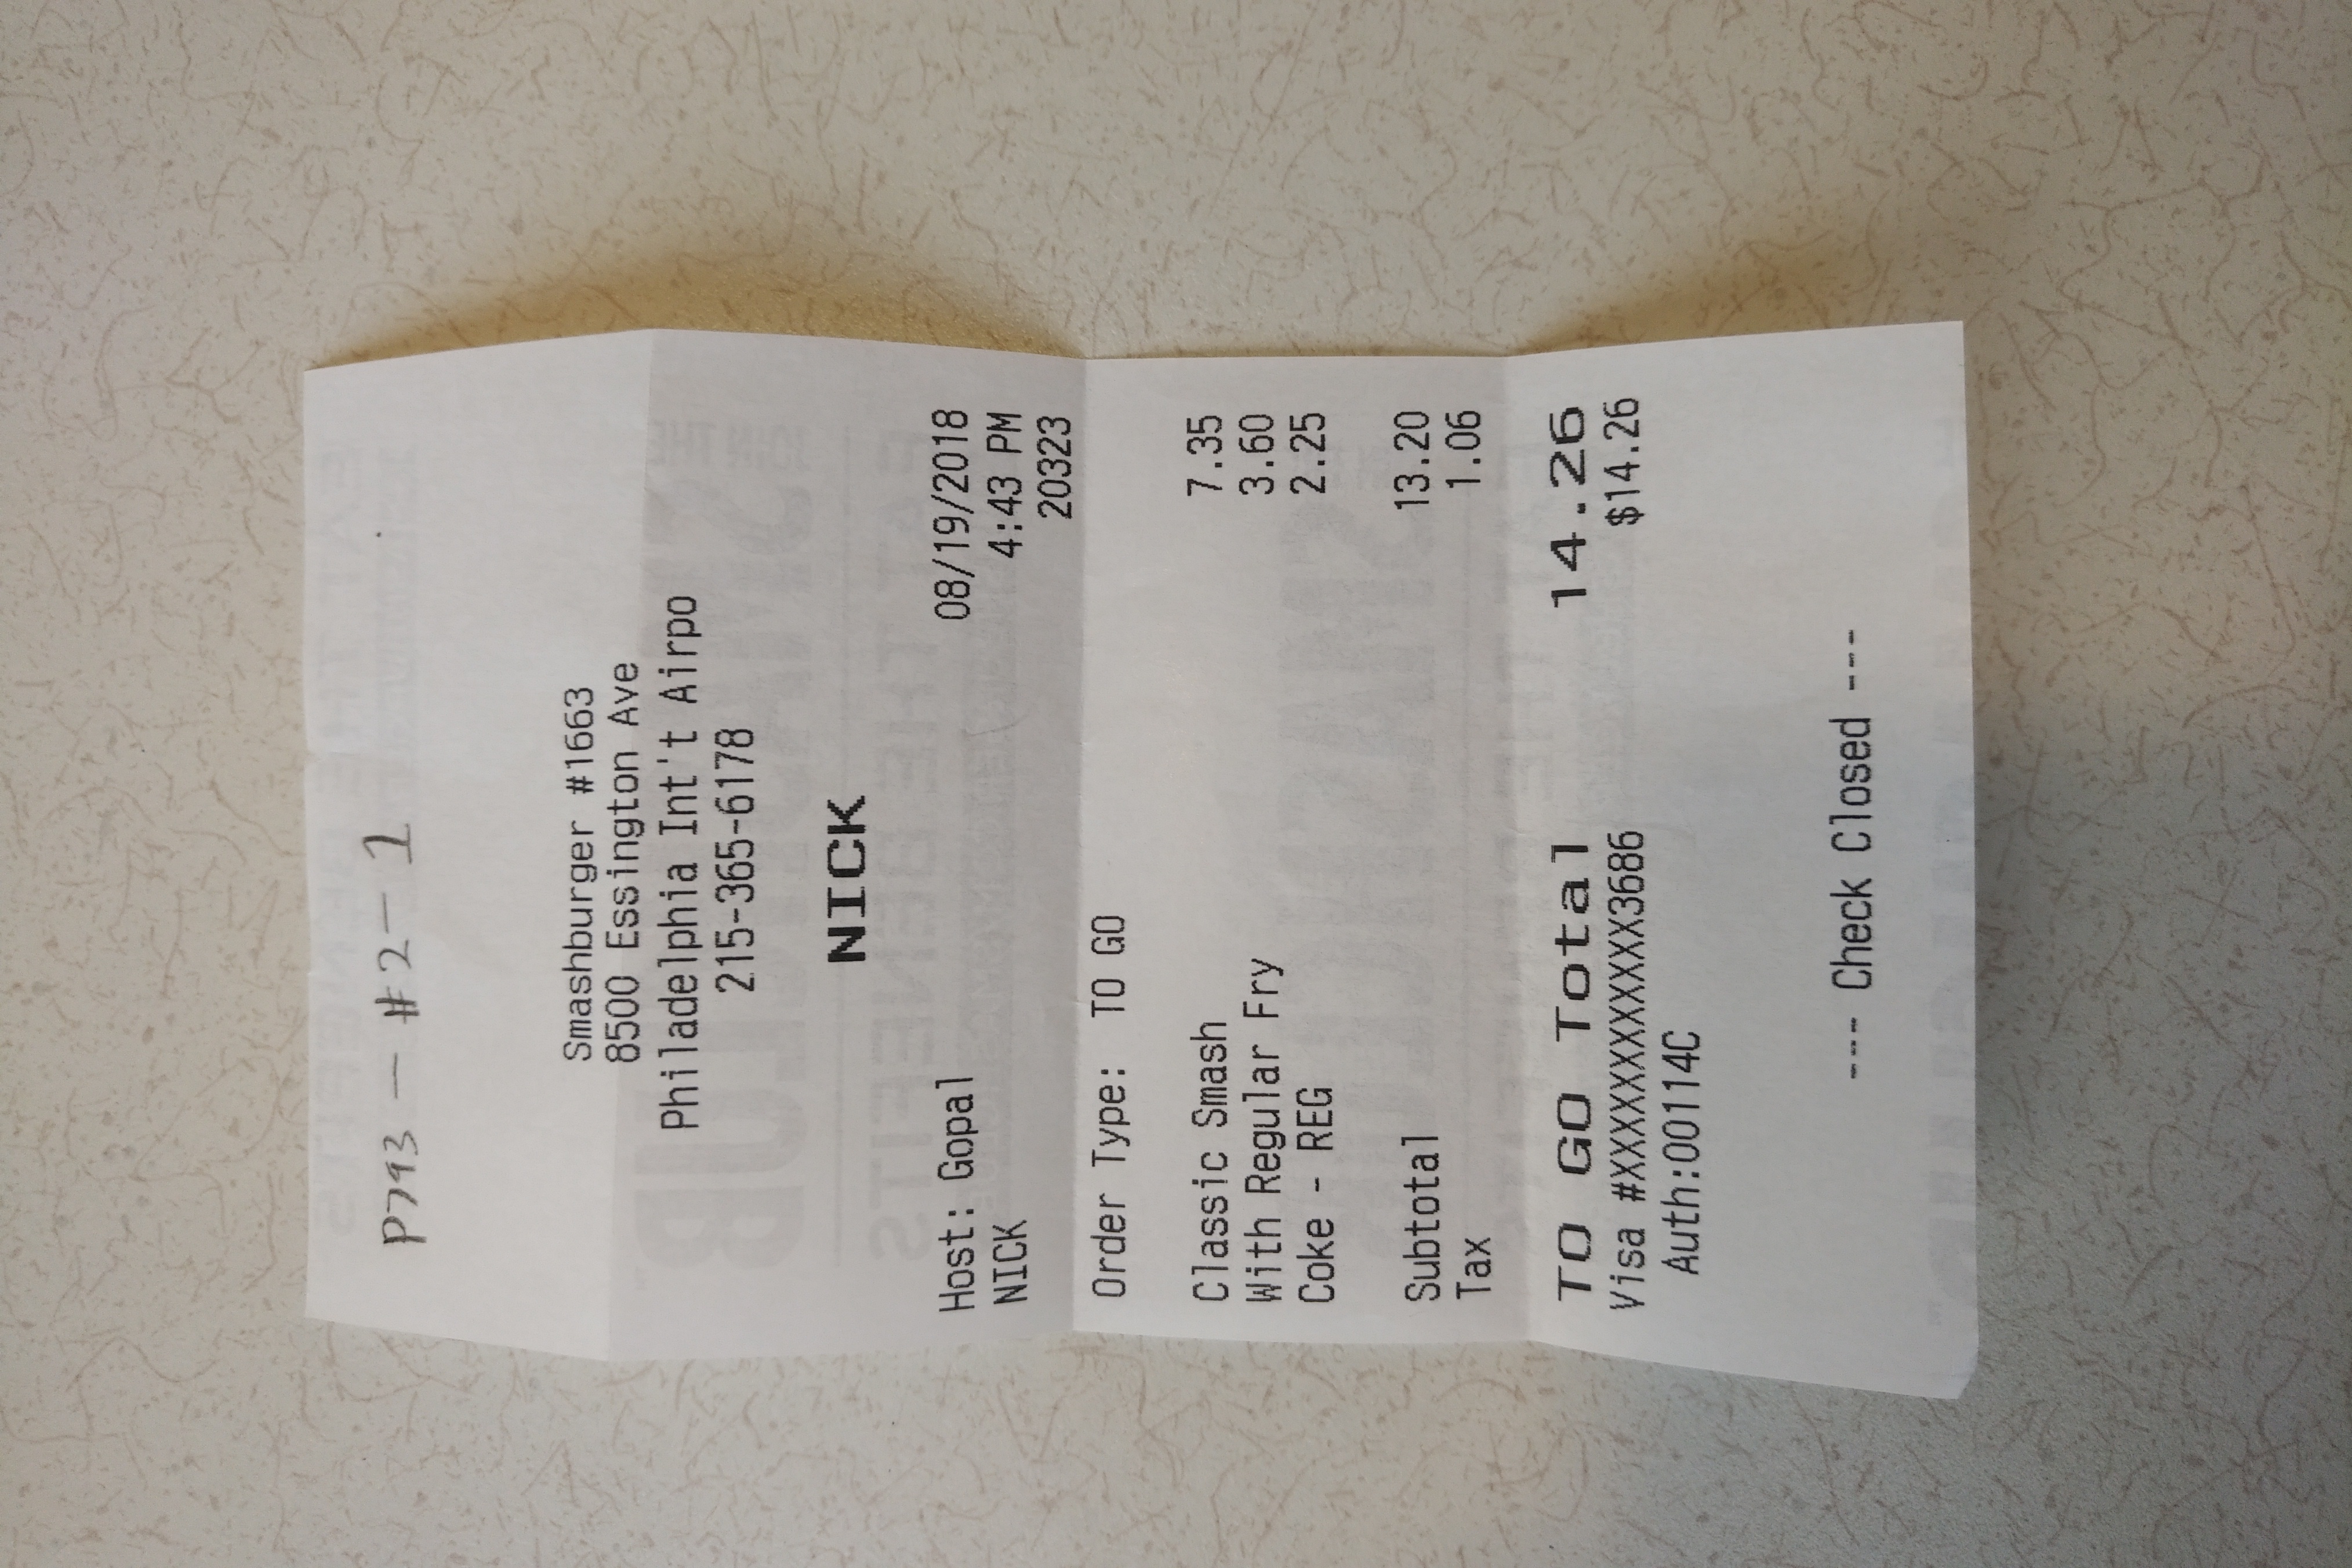 P793 - #2 - 1
Smashburger #1663
8500 Essington Ave
Philadelphia Int't Airpo
215-365-6178
NICK
Host: Gopal 08/19/2018
NICK 4:43 PM
20323
Order Type: TO GO
Classic Smash 7.35
With Regular Fry 3.60
Coke - REG 2.25
Subtotal 13.20
Tax 1.06
TO GO Total 14.26
Visa #XXXXXXXXXXXX3686 $14.26
Auth:00114C
--- Check Closed ---